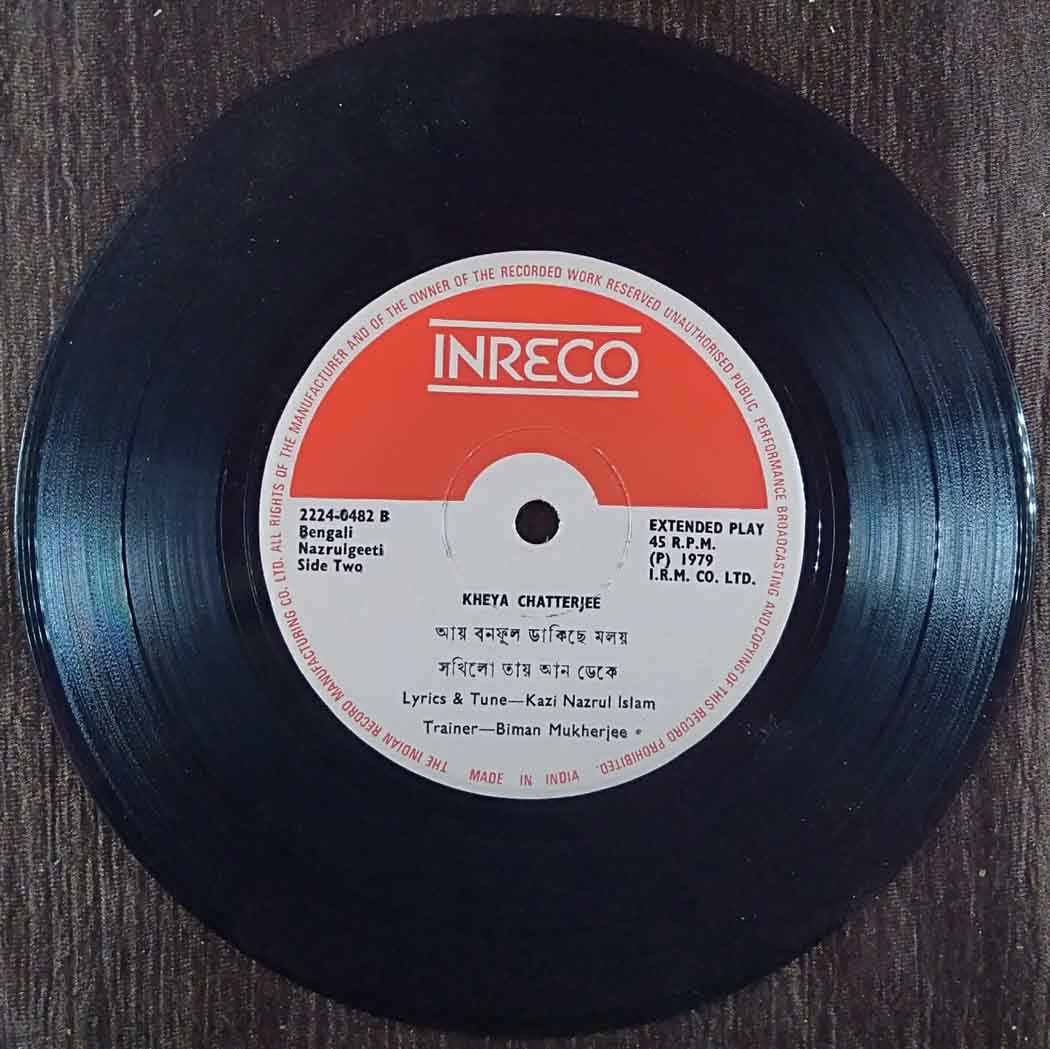 THE INDIAN RECORD MANUFACTURING CO. LTD. ALL RIGHTS OF THE MANUFACTURER AND OF THE OWNER OF THE RECORDED WORK RESERVED UNAUTHORISED PUBLIC PERFORMANCE BROADCASTING AND COPYING OF THIS RECORD PROHIBITED.
INRECO
2224-0482 B
Bengali
Nazrulgeeti
Side Two
EXTENDED PLAY
45 R.P.M.
(P) 1979
I.R.M. CO. LTD.
KHEYA CHATTERJEE
আয় বনফুল ডাকিছে মলয়
সখিলো তায় আন ডেকে
Lyrics & Tune—Kazi Nazrul Islam
Trainer—Biman Mukherjee
MADE IN INDIA